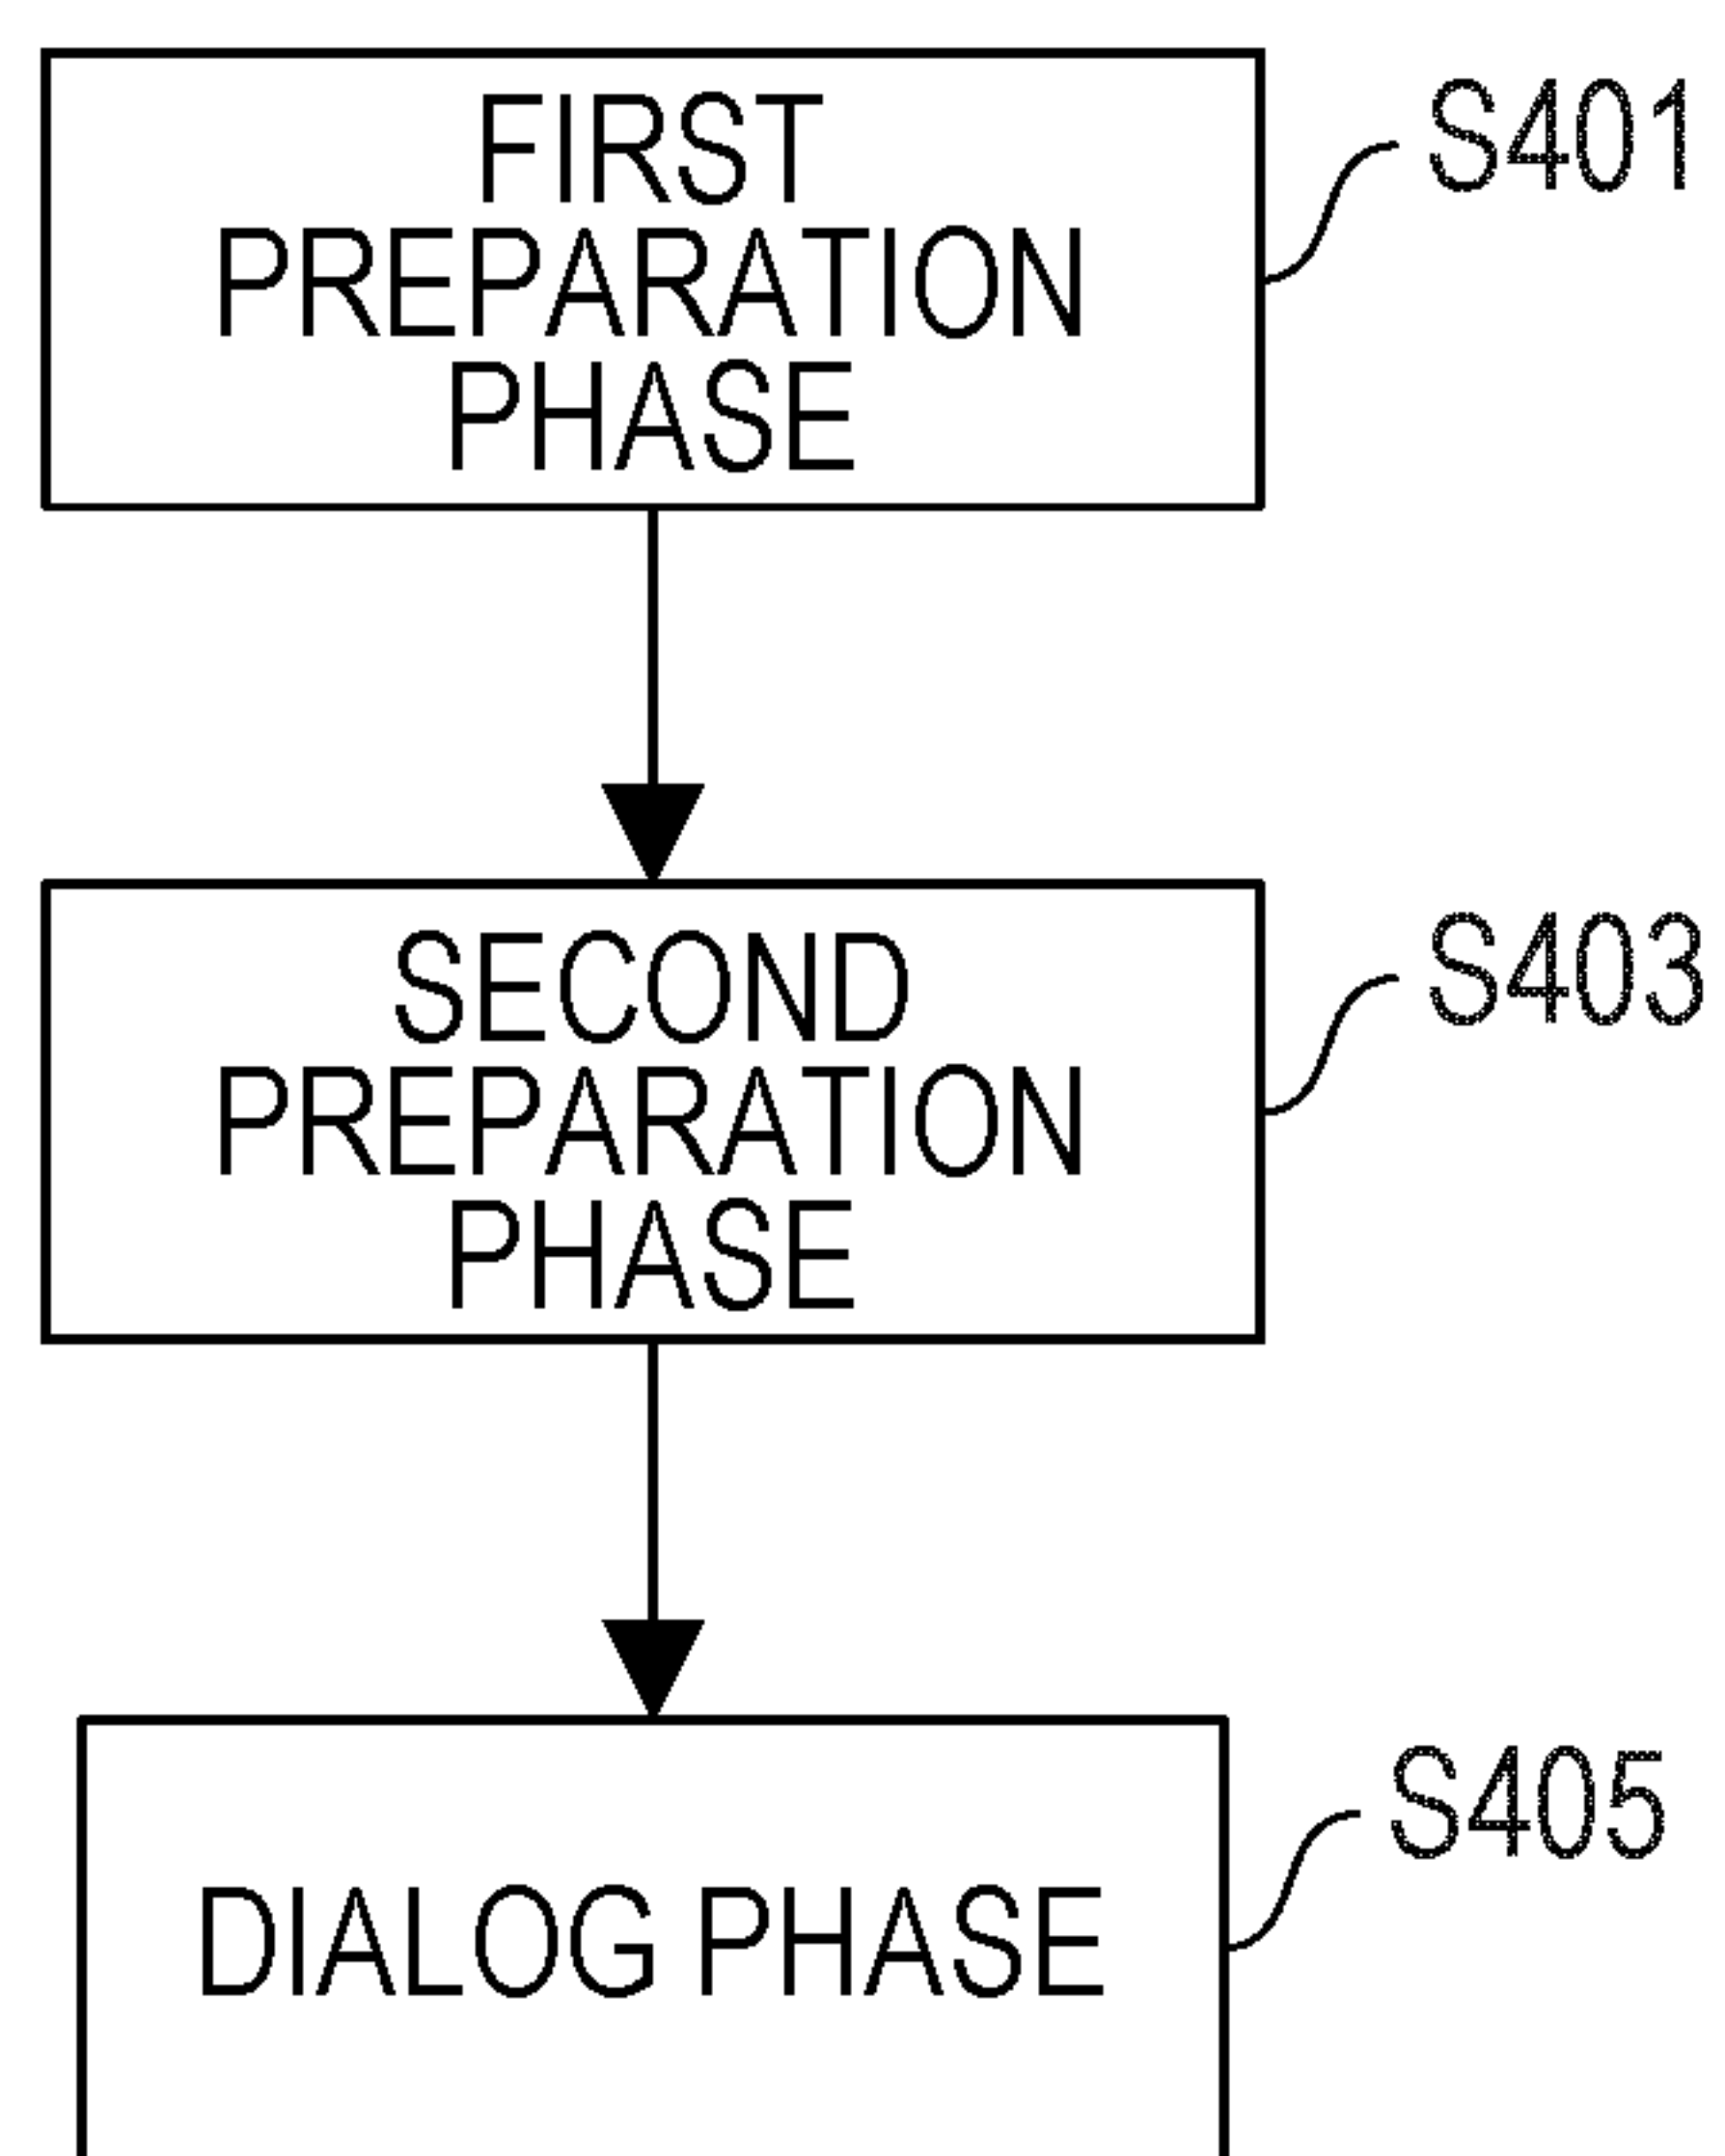 FIRST
PREPARATION
PHASE
S401
SECOND
PREPARATION
PHASE
S403
DIALOG PHASE
S405